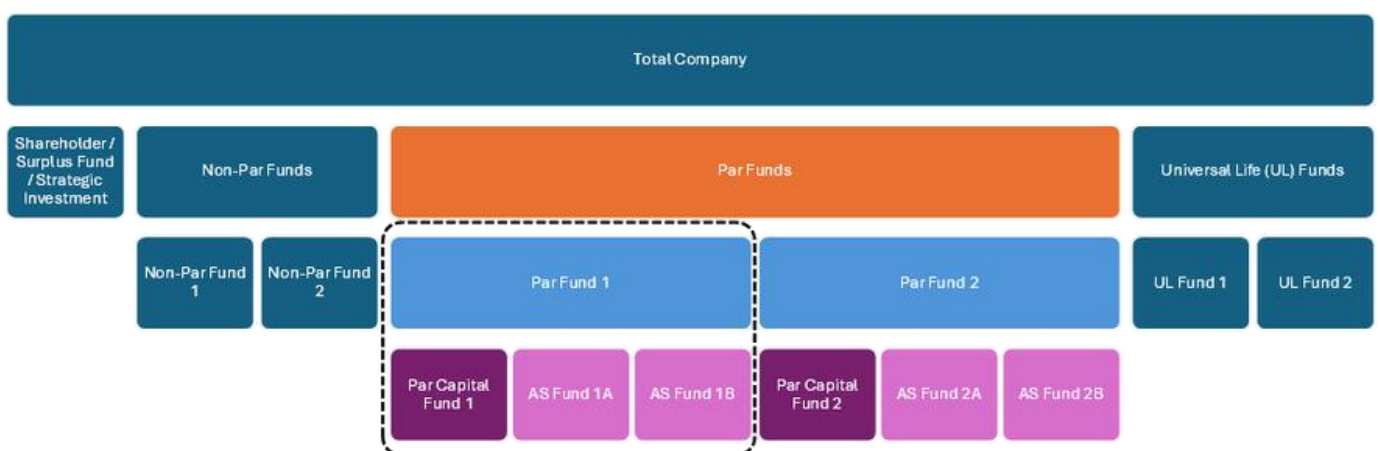 Total Company
Shareholder /
Surplus Fund
/ Strategic
Investment
Non-Par Funds
Par Funds
Universal Life (UL) Funds
Non-Par Fund
1
Non-Par Fund
2
Par Fund 1
Par Fund 2
UL Fund 1
UL Fund 2
Par Capital
Fund 1
AS Fund 1A
AS Fund 1B
Par Capital
Fund 2
AS Fund 2A
AS Fund 2B